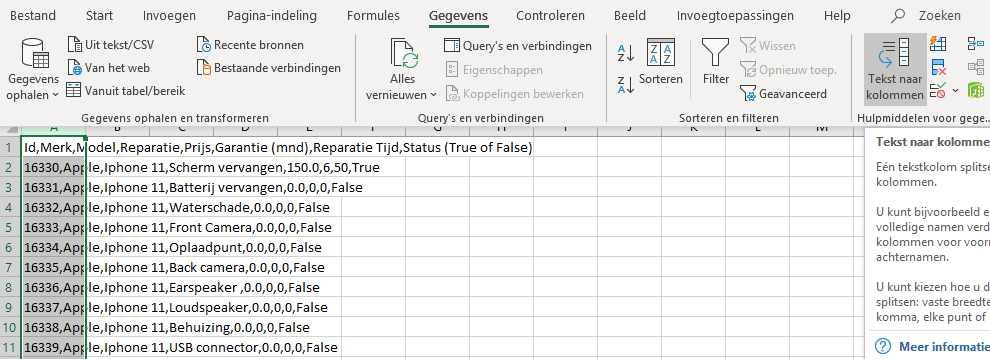 Bestand Start Invoegen Pagina-indeling Formules Gegevens Controleren Beeld Invoegtoepassingen Help Zoeken
Gegevens ophalen
Uit tekst/CSV
Van het web
Vanuit tabel/bereik
Recente bronnen
Bestaande verbindingen
Gegevens ophalen en transformeren
Alles vernieuwen
Query's en verbindingen
Eigenschappen
Koppelingen bewerken
Query's en verbindingen
A
Z
Z
A
Z A
A Z
Sorteren
Filter
Wissen
Opnieuw toep.
Geavanceerd
Sorteren en filteren
Tekst naar kolommen
Hulpmiddelen voor gege...
A B C D E F G H I J K L M
1 Id,Merk,Model,Reparatie,Prijs,Garantie (mnd),Reparatie Tijd,Status (True of False)
2 16330,Apple,Iphone 11,Scherm vervangen,150.0,6,50,True
3 16331,Apple,Iphone 11,Batterij vervangen,0.0,0,0,False
4 16332,Apple,Iphone 11,Waterschade,0.0,0,0,False
5 16333,Apple,Iphone 11,Front Camera,0.0,0,0,False
6 16334,Apple,Iphone 11,Oplaadpunt,0.0,0,0,False
7 16335,Apple,Iphone 11,Back camera,0.0,0,0,False
8 16336,Apple,Iphone 11,Earspeaker ,0.0,0,0,False
9 16337,Apple,Iphone 11,Loudspeaker,0.0,0,0,False
10 16338,Apple,Iphone 11,Behuizing,0.0,0,0,False
11 16339,Apple,Iphone 11,USB connector,0.0,0,0,False
Tekst naar kolomme
Eén tekstkolom splitse
kolommen.
U kunt bijvoorbeeld e
volledige namen verd
kolommen voor voorn
achternamen.
U kunt kiezen hoe u d
splitsen: vaste breedte
komma, elke punt of
Meer informatie